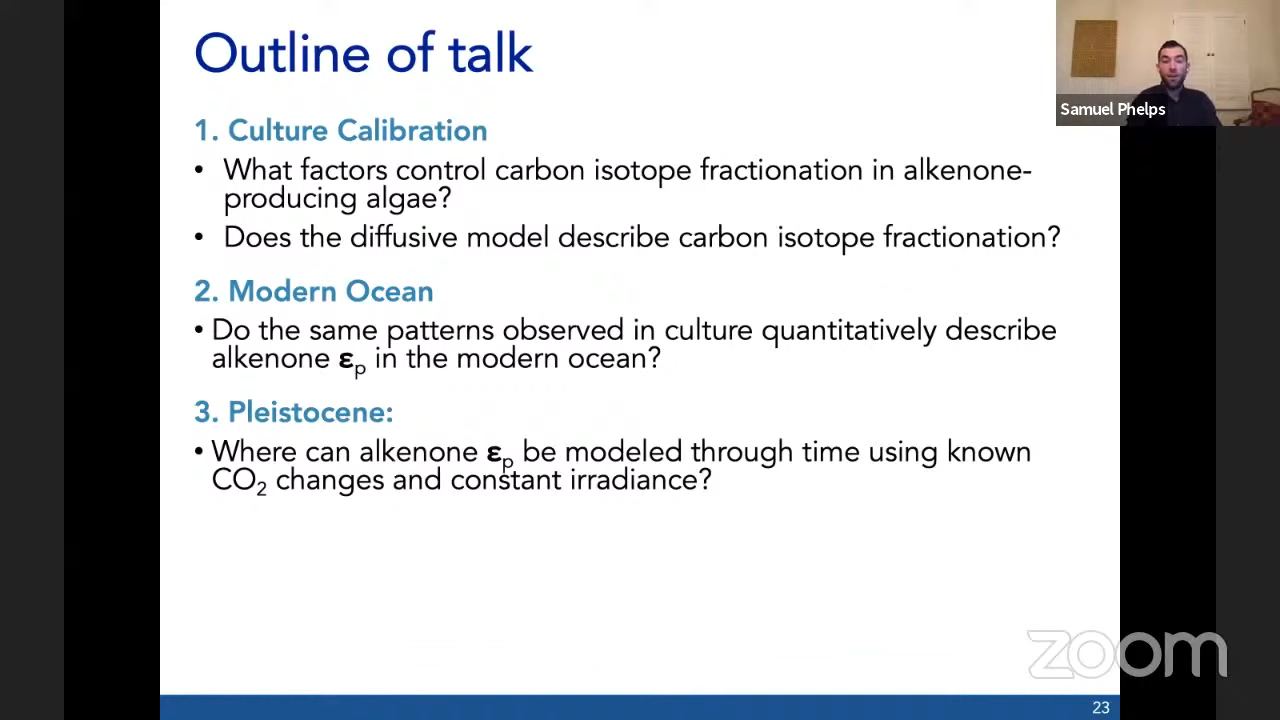 Outline of talk
Samuel Phelps
1. Culture Calibration
• What factors control carbon isotope fractionation in alkenone-
producing algae?
• Does the diffusive model describe carbon isotope fractionation?
2. Modern Ocean
• Do the same patterns observed in culture quantitatively describe
alkenone εp in the modern ocean?
3. Pleistocene:
• Where can alkenone εp be modeled through time using known
CO2 changes and constant irradiance?
zoom
23